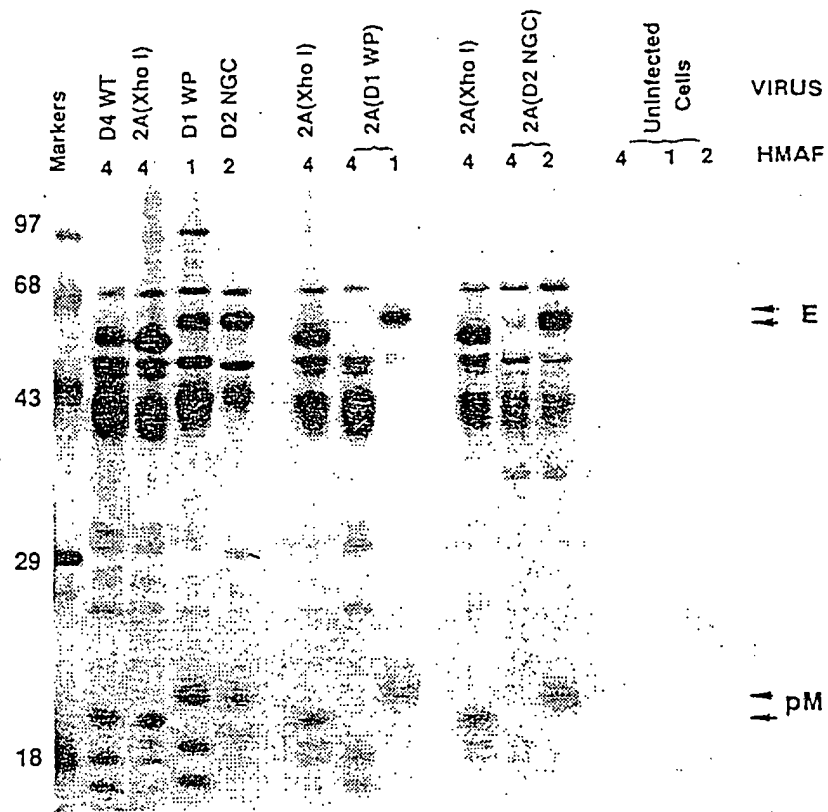 Markers
D4 WT
2A(Xho I)
D1 WP
D2 NGC
2A(Xho I)
2A(D1 WP)
2A(Xho I)
2A(D2 NGC)
Uninfected
Cells
VIRUS
4 4 1 2 4 4 1 4 4 2 4 1 2 HMAF
97
68
E
43
29
pM
18